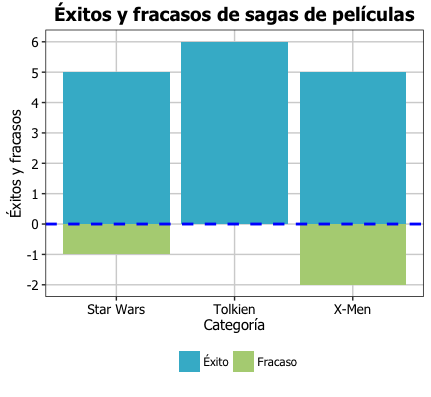 Éxitos y fracasos de sagas de películas
Éxitos y fracasos
6
5
4
3
2
1
0
-1
-2
Star Wars Tolkien X-Men
Categoría
Éxito Fracaso